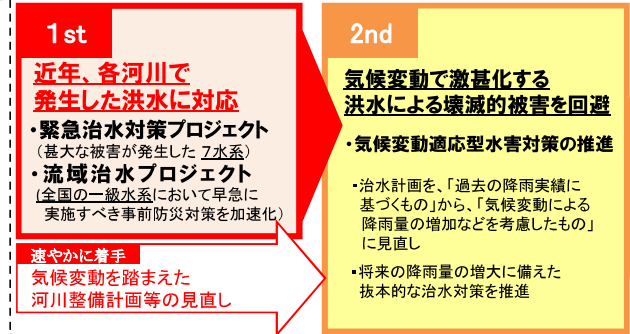 1st
近年、各河川で
発生した洪水に対応
・緊急治水対策プロジェクト
（甚大な被害が発生した 7水系）
・流域治水プロジェクト
(全国の一級水系において早急に
実施すべき事前防災対策を加速化）
速やかに着手
気候変動を踏まえた
河川整備計画等の見直し
2nd
気候変動で激甚化する
洪水による壊滅的被害を回避
・気候変動適応型水害対策の推進
・治水計画を、「過去の降雨実績に
基づくもの」から、「気候変動による
降雨量の増加などを考慮したもの」
に見直し
・将来の降雨量の増大に備えた
抜本的な治水対策を推進